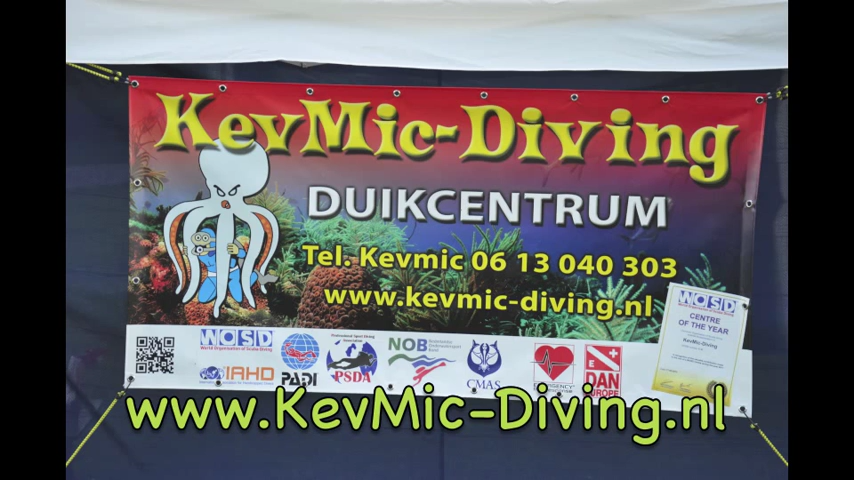 KevMic-Diving
DUIKCENTRUM
Tel. Kevmic 06 13 040 303
www.kevmic-diving.nl
WOSD
CENTRE
OF THE YEAR
KevMic-Diving
WOSD
World Organisation of Scuba Diving
IAHD
PADI
PSDA
NOB
CMAS
DAN
EUROPE
www.KevMic-Diving.nl